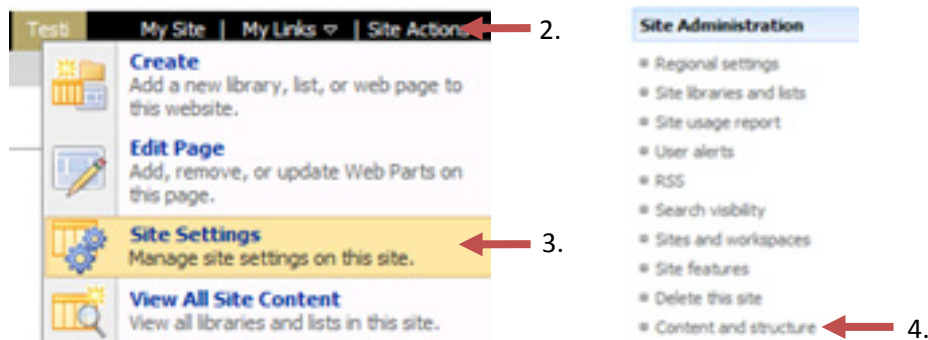 Testi My Site | My Links ▽ | Site Actions 2.
Create
Add a new library, list, or web page to
this website.
Edit Page
Add, remove, or update Web Parts on
this page.
Site Settings
Manage site settings on this site.
3.
View All Site Content
View all libraries and lists in this site.
Site Administration
Regional settings
Site libraries and lists
Site usage report
User alerts
RSS
Search visibility
Sites and workspaces
Site features
Delete this site
Content and structure 4.